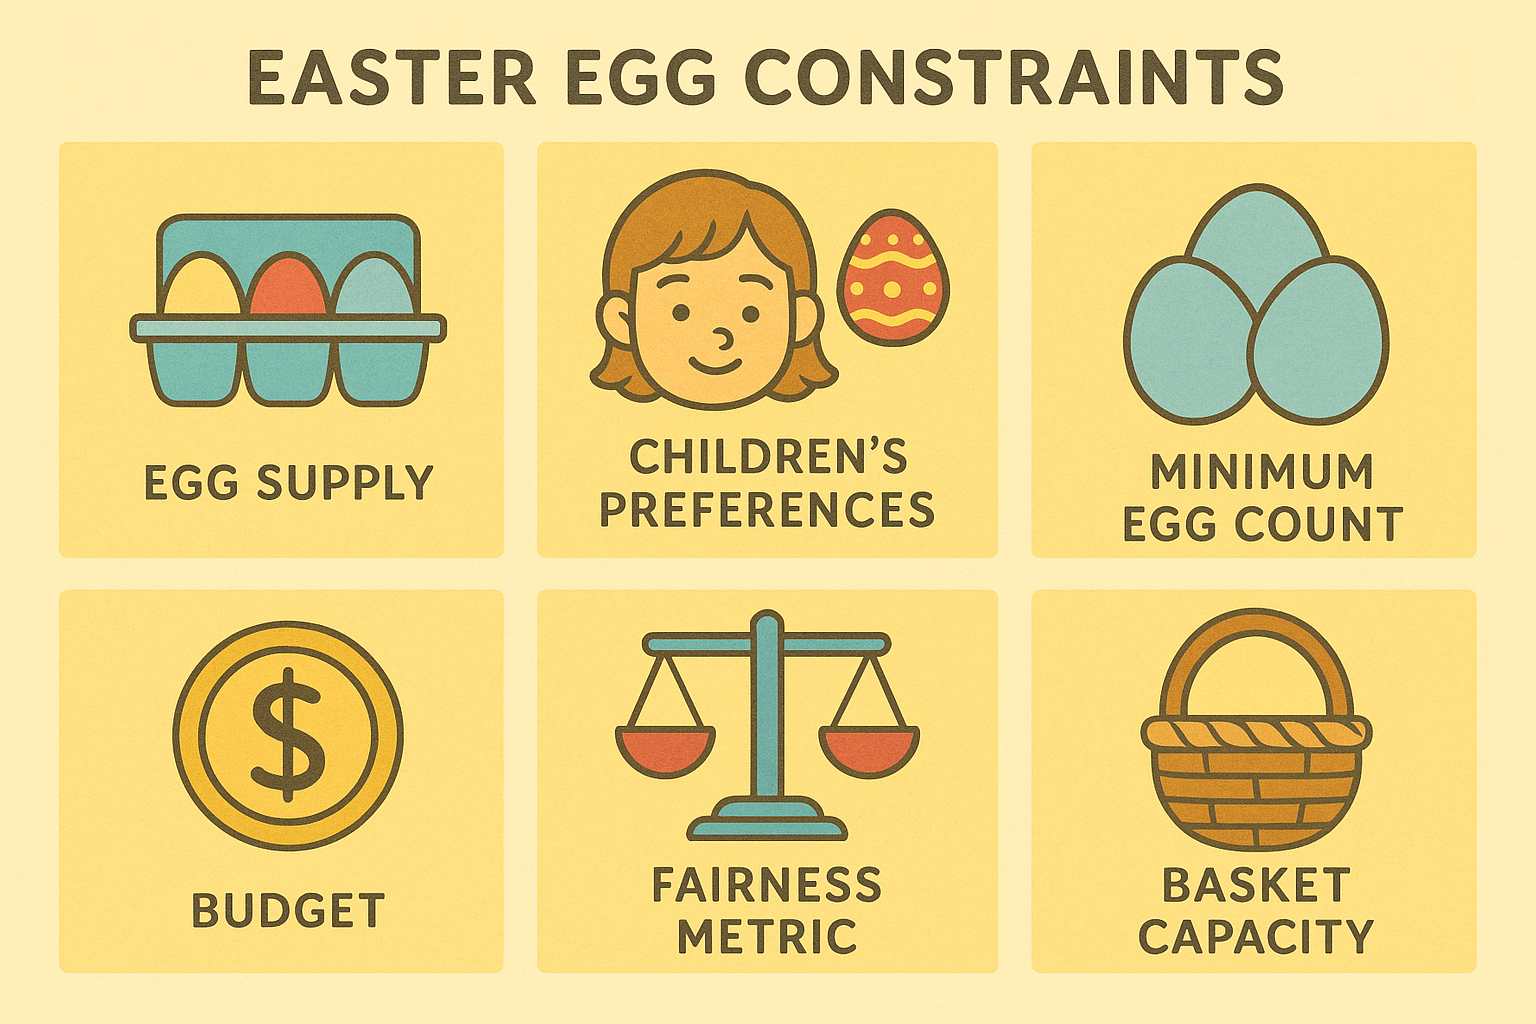 EASTER EGG CONSTRAINTS
EGG SUPPLY
CHILDREN’S
PREFERENCES
MINIMUM
EGG COUNT
$
BUDGET
FAIRNESS
METRIC
BASKET
CAPACITY